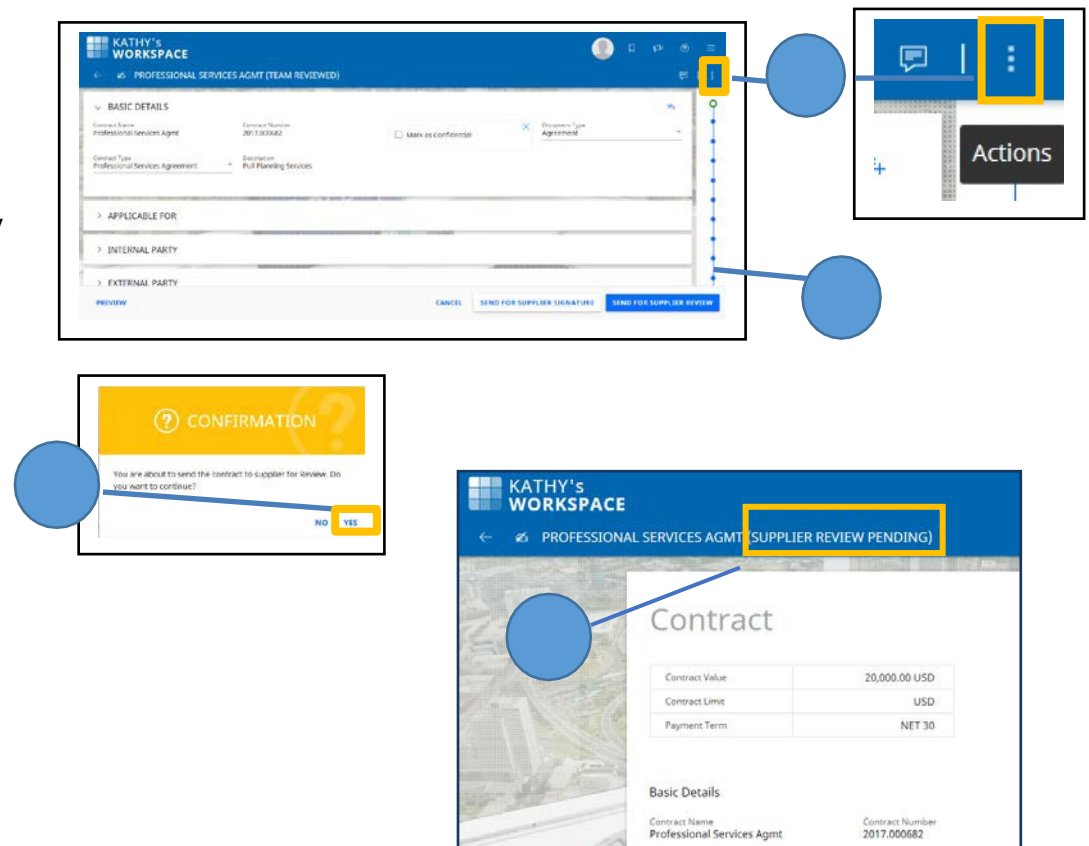 KATHY's
WORKSPACE
PROFESSIONAL SERVICES AGMT (TEAM REVIEWED)
BASIC DETAILS
Contract Name
Professional Services Agmt
Contract Number
2017.000682
Mark as Confidential
Document Type
Agreement
Contract Type
Professional Services Agreement
Description
Pull Planning Services
> APPLICABLE FOR
> INTERNAL PARTY
> EXTERNAL PARTY
PREVIEW
CANCEL
SEND FOR SUPPLIER SIGNATURE
SEND FOR SUPPLIER REVIEW
Actions
CONFIRMATION
You are about to send the contract to supplier for Review. Do
you want to continue?
NO YES
KATHY's
WORKSPACE
PROFESSIONAL SERVICES AGMT (SUPPLIER REVIEW PENDING)
Contract
Contract Value 20,000.00 USD
Contract Limit USD
Payment Term NET 30
Basic Details
Contract Name
Professional Services Agmt
Contract Number
2017.000682